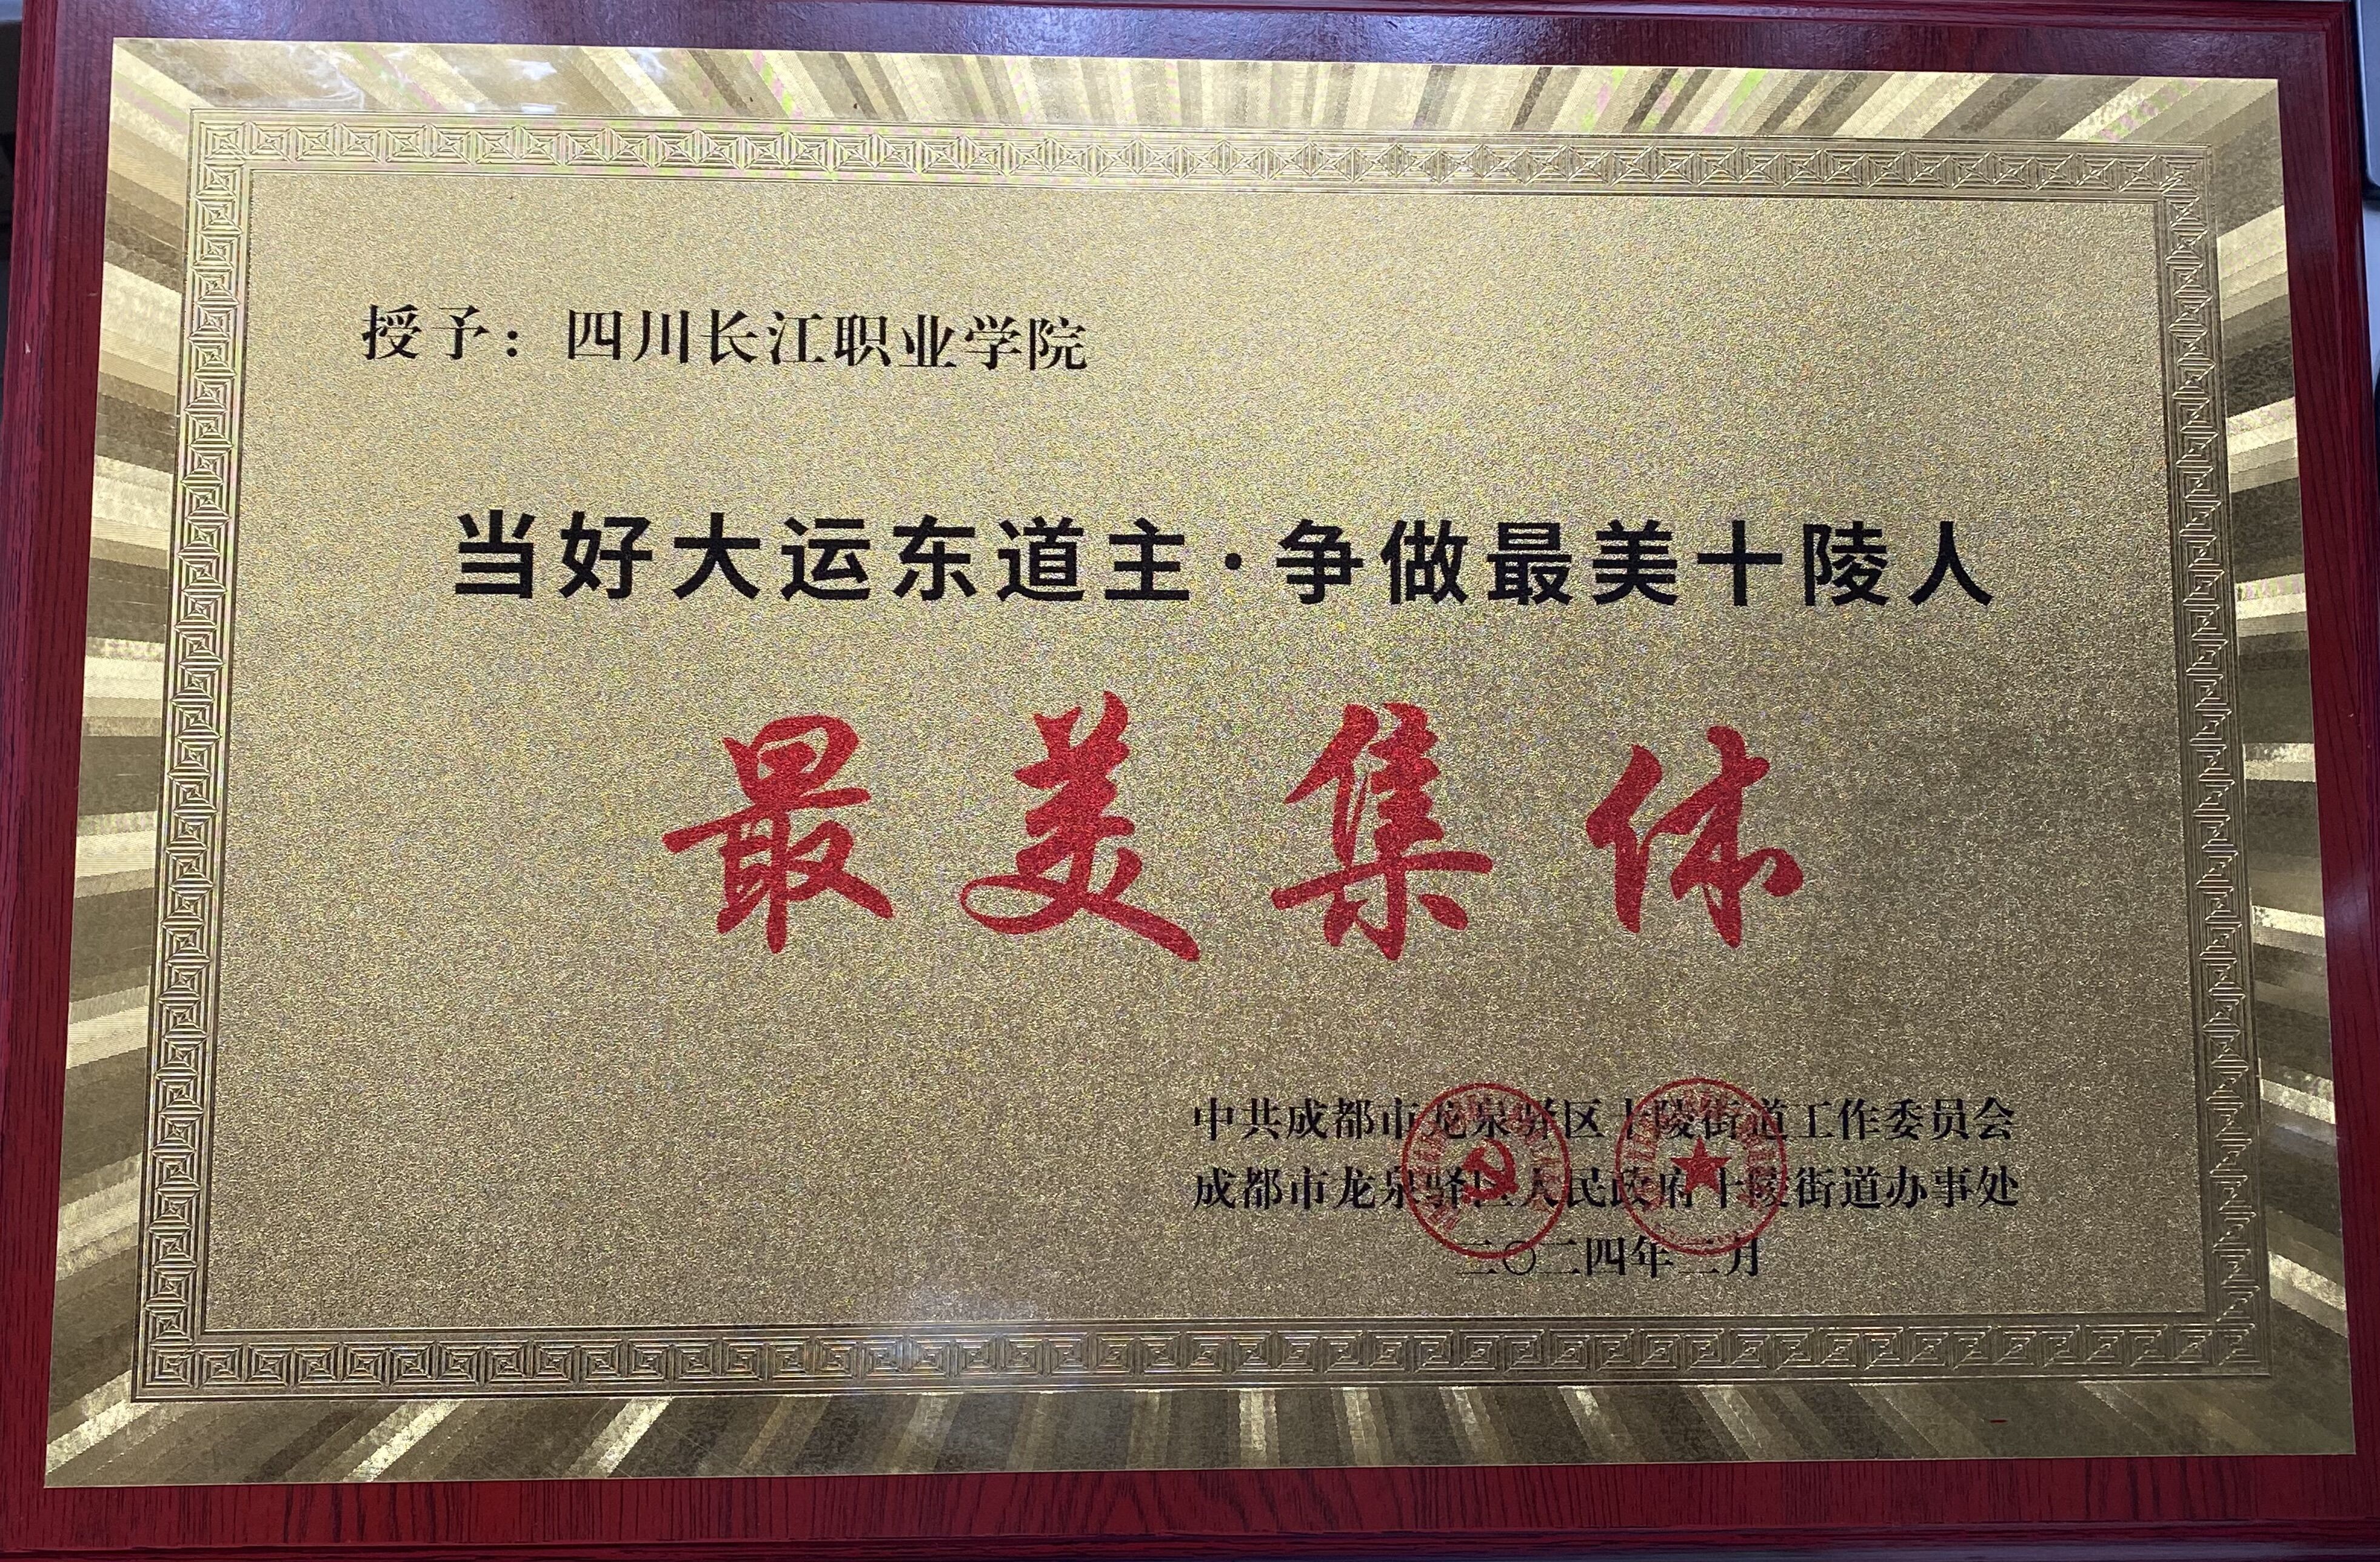 授予：四川长江职业学院
当好大运东道主·争做最美十陵人
最美集体
中共成都市龙泉驿区十陵街道工作委员会
成都市龙泉驿区人民政府十陵街道办事处
二〇二四年二月